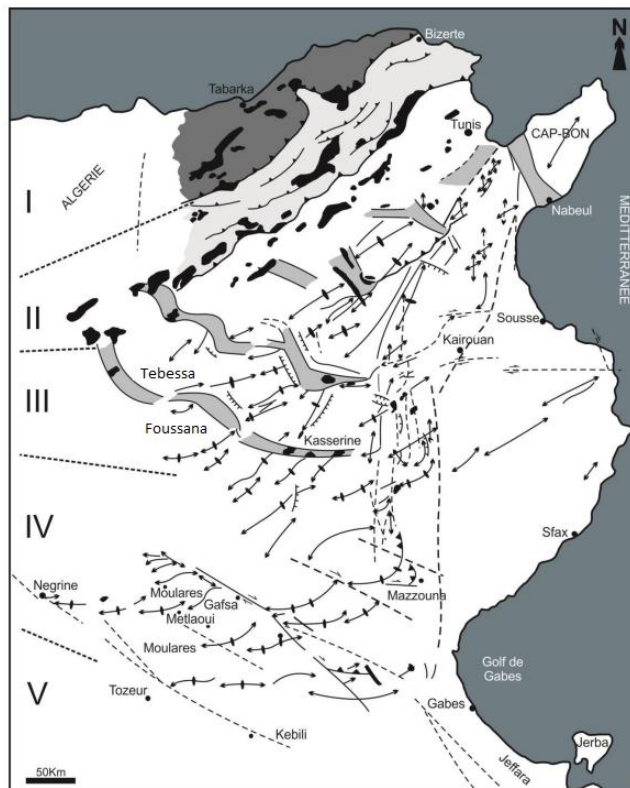 Bizerte
N
Tabarka
Tunis
CAP-BON
ALGERIE
I
MEDITTERRANEE
Nabeul
II
Sousse
Kairouan
Tebessa
III
Foussana
Kasserine
IV
Sfax
Negrine
Moulares
Gafsa
Metlaoui
Mazzouna
Moulares
Golf de
Gabes
V
Tozeur
Gabes
Kebili
Jerba
Jeffara
50Km